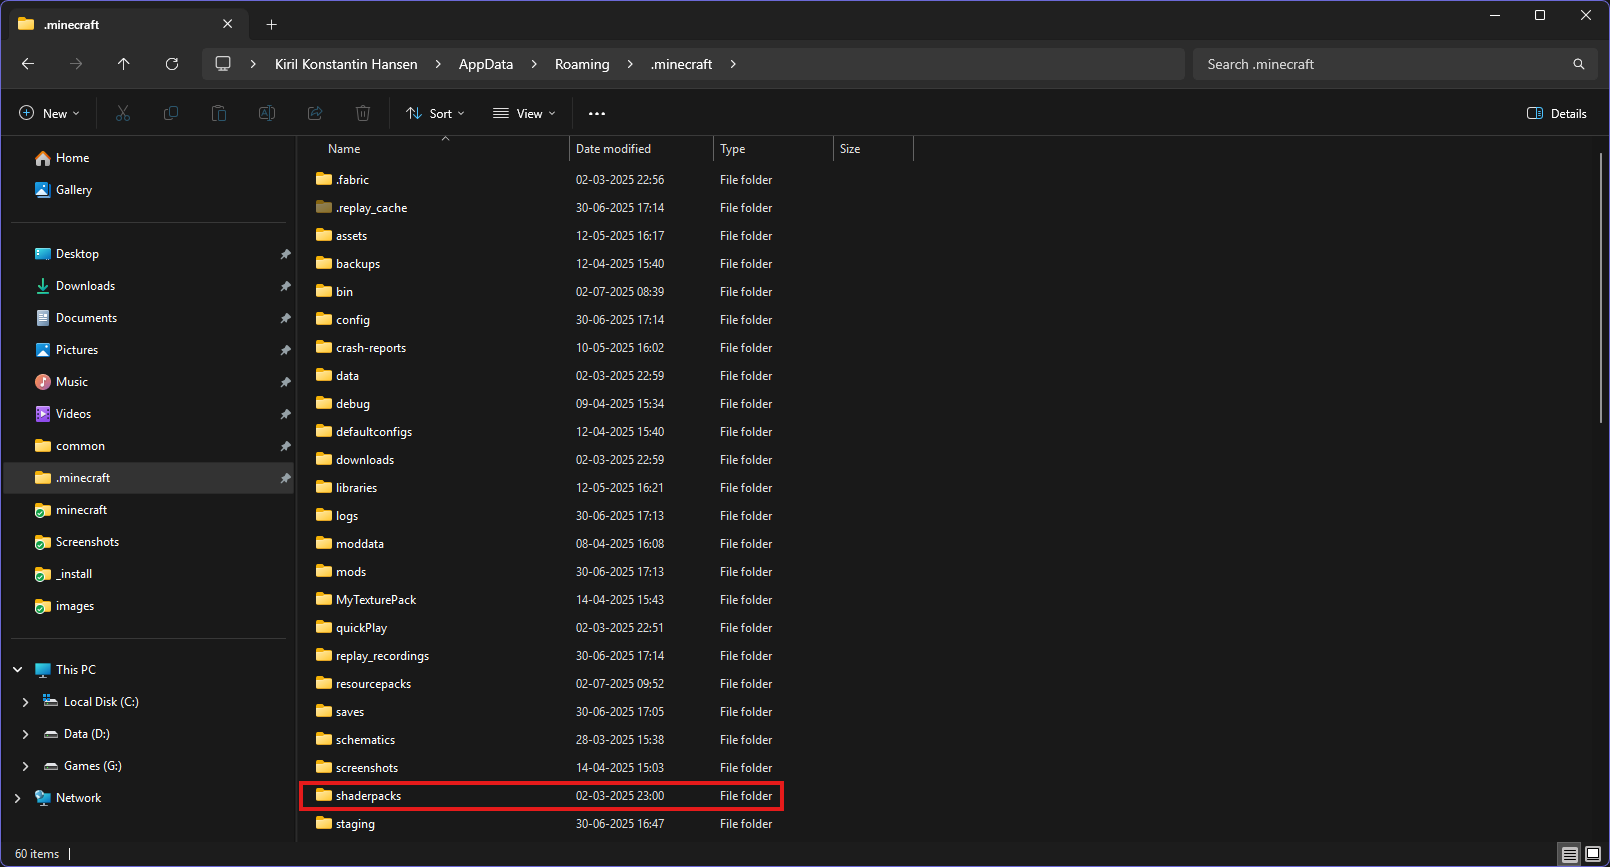 .minecraft
Kiril Konstantin Hansen > AppData > Roaming > .minecraft >
Search .minecraft
New
Sort
View
Details
Home
Gallery
Desktop
Downloads
Documents
Pictures
Music
Videos
common
.minecraft
minecraft
Screenshots
_install
images
This PC
Local Disk (C:)
Data (D:)
Games (G:)
Network
Name Date modified Type Size
.fabric 02-03-2025 22:56 File folder
.replay_cache 30-06-2025 17:14 File folder
assets 12-05-2025 16:17 File folder
backups 12-04-2025 15:40 File folder
bin 02-07-2025 08:39 File folder
config 30-06-2025 17:14 File folder
crash-reports 10-05-2025 16:02 File folder
data 02-03-2025 22:59 File folder
debug 09-04-2025 15:34 File folder
defaultconfigs 12-04-2025 15:40 File folder
downloads 02-03-2025 22:59 File folder
libraries 12-05-2025 16:21 File folder
logs 30-06-2025 17:13 File folder
moddata 08-04-2025 16:08 File folder
mods 30-06-2025 17:13 File folder
MyTexturePack 14-04-2025 15:43 File folder
quickPlay 02-03-2025 22:51 File folder
replay_recordings 30-06-2025 17:14 File folder
resourcepacks 02-07-2025 09:52 File folder
saves 30-06-2025 17:05 File folder
schematics 28-03-2025 15:38 File folder
screenshots 14-04-2025 15:03 File folder
shaderpacks 02-03-2025 23:00 File folder
staging 30-06-2025 16:47 File folder
60 items